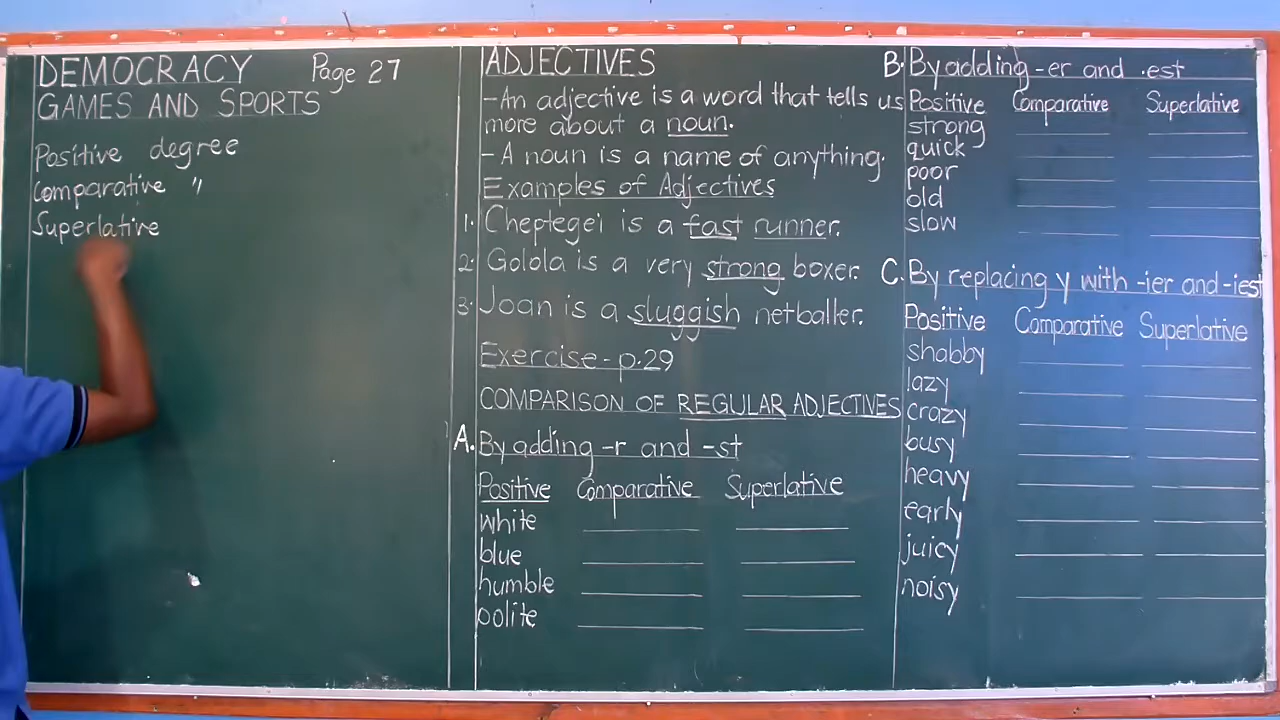 DEMOCRACY Page 27
GAMES AND SPORTS
Positive degree
Comparative "
Superlative
ADJECTIVES
-An adjective is a word that tells us
more about a noun.
-A noun is a name of anything.
Examples of Adjectives
1. Cheptegei is a fast runner.
2. Golola is a very strong boxer.
3. Joan is a sluggish netballer.
Exercise - p.29
COMPARISON OF REGULAR ADJECTIVES
A. By adding -r and -st
Positive Comparative Superlative
white
blue
humble
polite
B. By adding -er and -est
Positive Comparative Superlative
strong
quick
poor
old
slow
C. By replacing y with -ier and -iest
Positive Comparative Superlative
shabby
lazy
crazy
busy
heavy
early
juicy
noisy